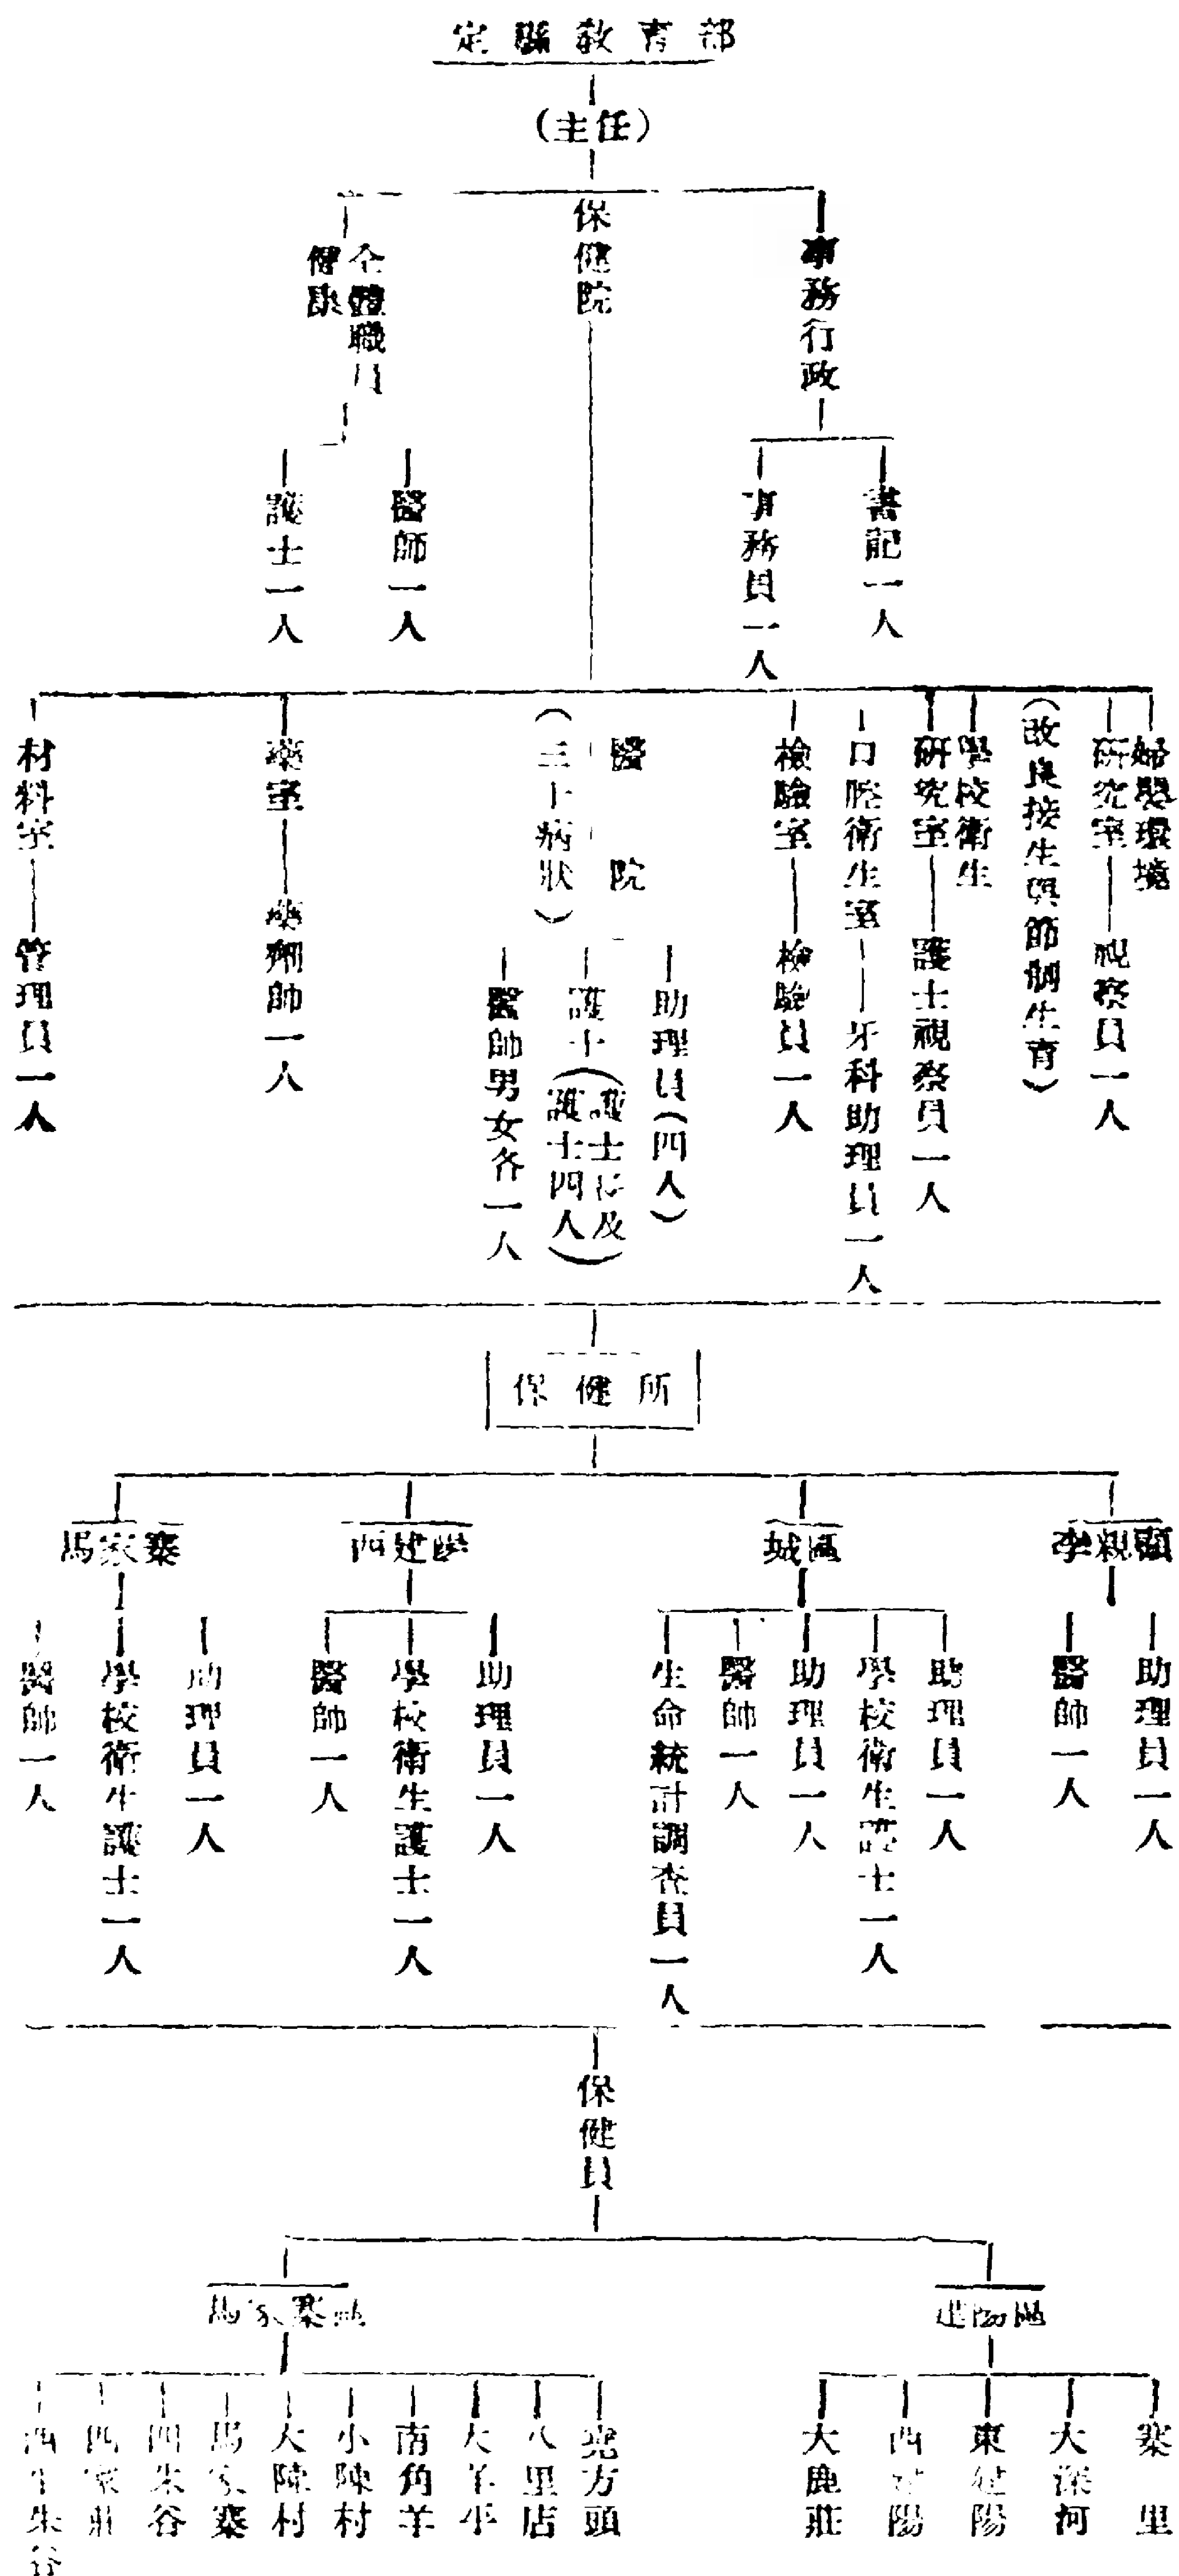 定縣教育部
(主任)
事務行政
保健院
全體職員
健康
書記一人
事務員一人
醫師一人
護士一人
婦嬰環境
研究室——視察員一人
(改良接生與節制生育)
學校衛生
研究室——護士視察員一人
口腔衛生室——牙科助理員一人
檢驗室——檢驗員一人
醫院
(三十病狀)
助理員(四人)
護士(護士長及
護士四人)
醫師男女各一人
藥室——藥劑師一人
材料室——管理員一人
保健所
李親顧
城區
西建陽
馬家寨
助理員一人
醫師一人
助理員一人
學校衛生護士一人
助理員一人
醫師一人
生命統計調查員一人
助理員一人
學校衛生護士一人
醫師一人
助理員一人
學校衛生護士一人
醫師一人
保健員
建陽區
馬家寨區
寨里
大深河
東建陽
西建陽
大鹿莊
堯方頭
八里店
大羊平
南角羊
小陳村
大陳村
馬家寨
朱谷
莊
朱谷